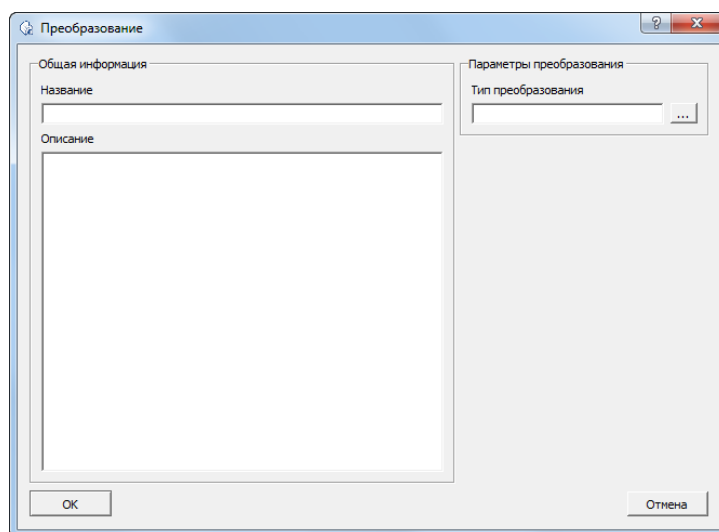 Преобразование
Общая информация
Название
Описание
Параметры преобразования
Тип преобразования
...
OK
Отмена